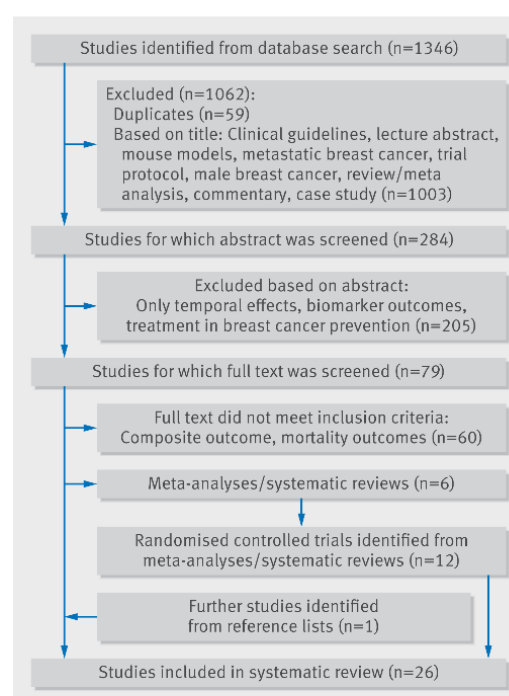 Studies identified from database search (n=1346)
Excluded (n=1062):
Duplicates (n=59)
Based on title: Clinical guidelines, lecture abstract,
mouse models, metastatic breast cancer, trial
protocol, male breast cancer, review/meta
analysis, commentary, case study (n=1003)
Studies for which abstract was screened (n=284)
Excluded based on abstract:
Only temporal effects, biomarker outcomes,
treatment in breast cancer prevention (n=205)
Studies for which full text was screened (n=79)
Full text did not meet inclusion criteria:
Composite outcome, mortality outcomes (n=60)
Meta-analyses/systematic reviews (n=6)
Randomised controlled trials identified from
meta-analyses/systematic reviews (n=12)
Further studies identified
from reference lists (n=1)
Studies included in systematic review (n=26)